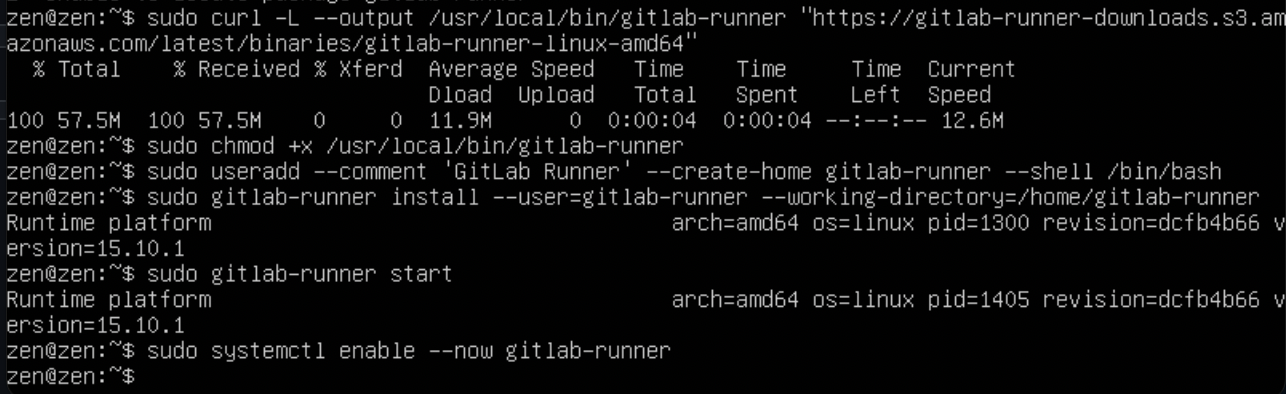 zen@zen:~$ sudo curl -L --output /usr/local/bin/gitlab-runner "https://gitlab-runner-downloads.s3.am
azonaws.com/latest/binaries/gitlab-runner-linux-amd64"
  % Total    % Received % Xferd  Average Speed   Time    Time     Time  Current
                                 Dload  Upload   Total   Spent    Left  Speed
100 57.5M  100 57.5M    0     0  11.9M      0  0:00:04  0:00:04 --:--:-- 12.6M
zen@zen:~$ sudo chmod +x /usr/local/bin/gitlab-runner
zen@zen:~$ sudo useradd --comment 'GitLab Runner' --create-home gitlab-runner --shell /bin/bash
zen@zen:~$ sudo gitlab-runner install --user=gitlab-runner --working-directory=/home/gitlab-runner
Runtime platform                                    arch=amd64 os=linux pid=1300 revision=dcfb4b66 v
ersion=15.10.1
zen@zen:~$ sudo gitlab-runner start
Runtime platform                                    arch=amd64 os=linux pid=1405 revision=dcfb4b66 v
ersion=15.10.1
zen@zen:~$ sudo systemctl enable --now gitlab-runner
zen@zen:~$